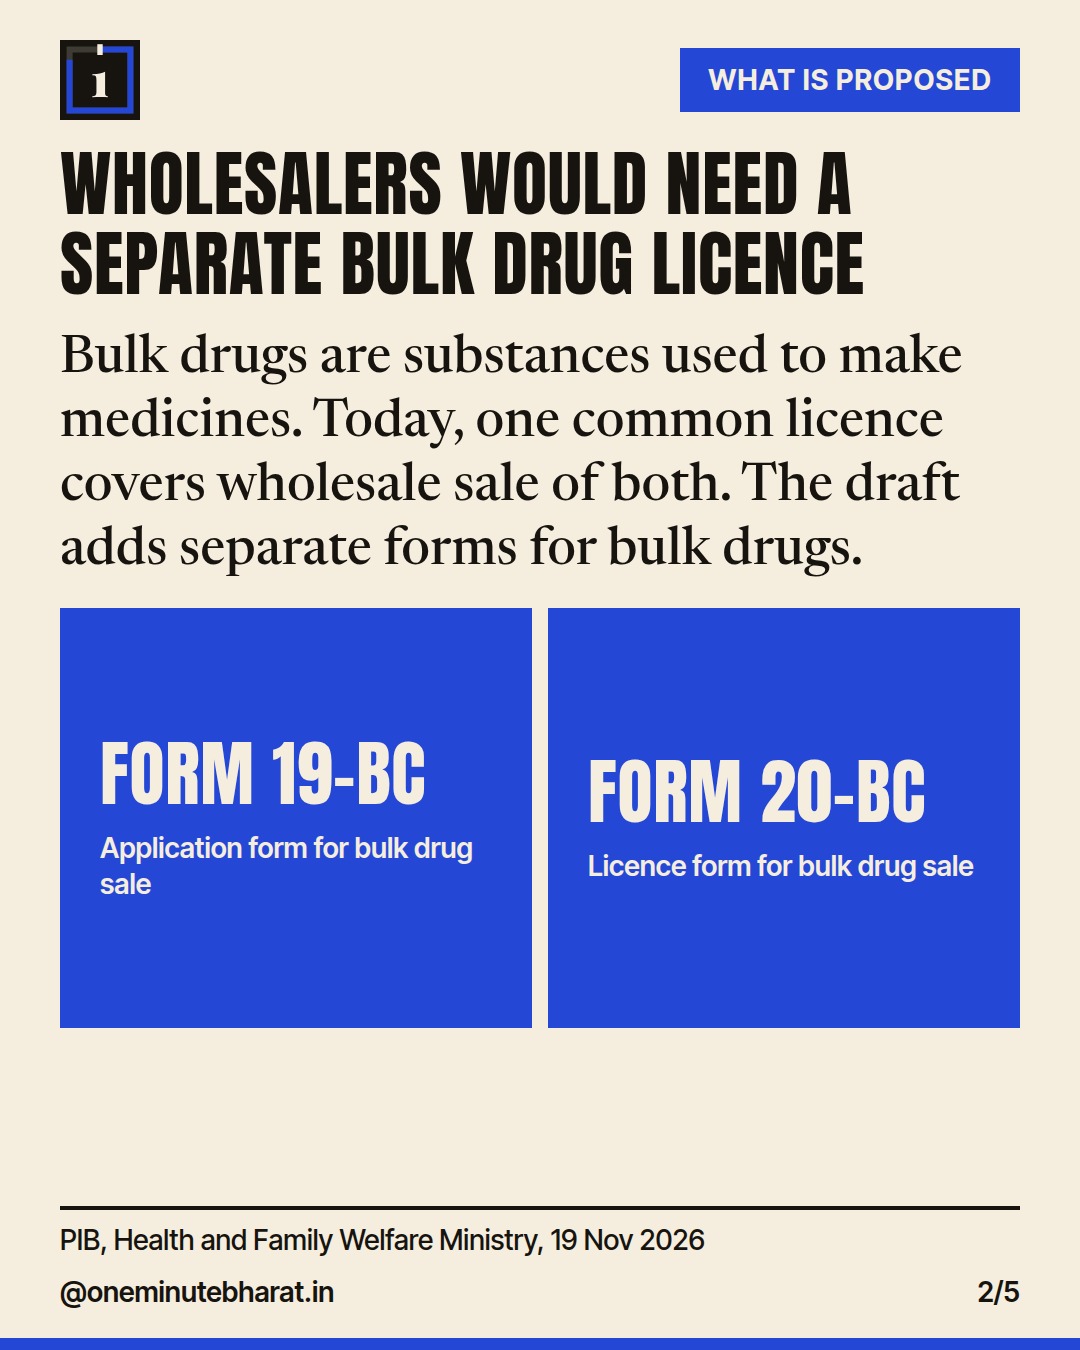 1
WHAT IS PROPOSED
WHOLESALERS WOULD NEED A
SEPARATE BULK DRUG LICENCE
Bulk drugs are substances used to make
medicines. Today, one common licence
covers wholesale sale of both. The draft
adds separate forms for bulk drugs.
FORM 19-BC
Application form for bulk drug
sale
FORM 20-BC
Licence form for bulk drug sale
PIB, Health and Family Welfare Ministry, 19 Nov 2026
@oneminutebharat.in
2/5